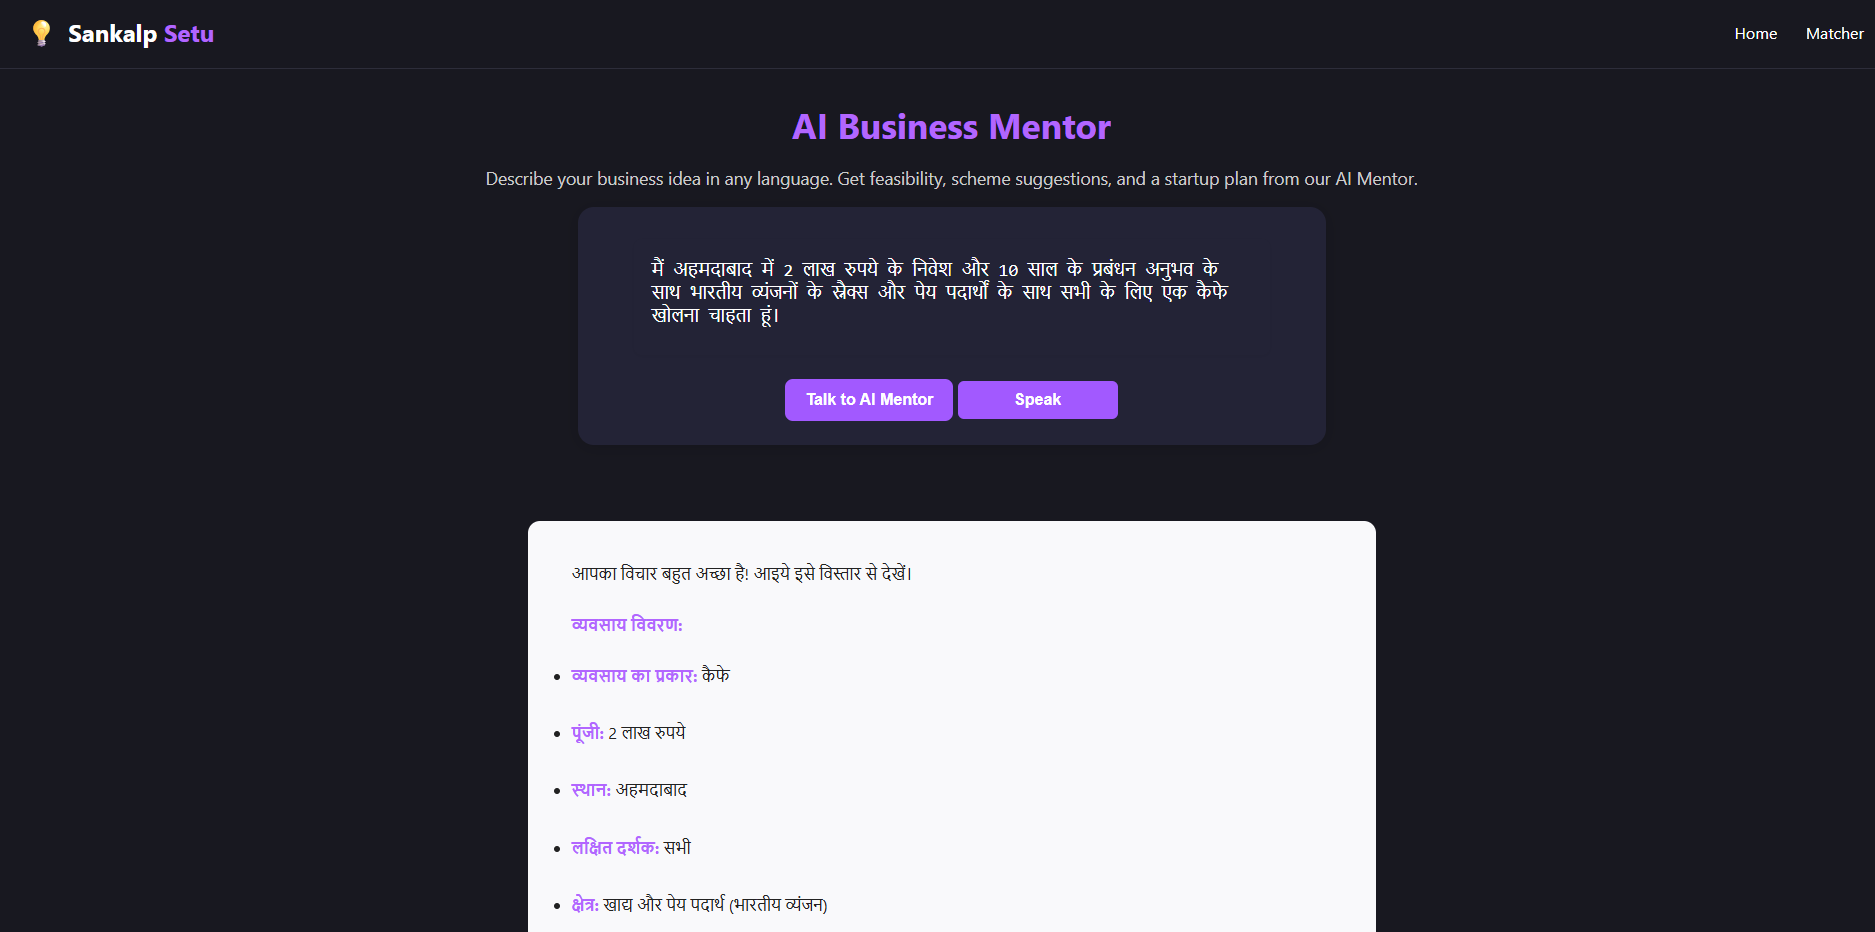 Sankalp Setu
Home
Matcher
AI Business Mentor
Describe your business idea in any language. Get feasibility, scheme suggestions, and a startup plan from our AI Mentor.
मैं अहमदाबाद में 2 लाख रुपये के निवेश और 10 साल के प्रबंधन अनुभव के
साथ भारतीय व्यंजनों के स्नैक्स और पेय पदार्थों के साथ सभी के लिए एक कैफे
खोलना चाहता हूं।
Talk to AI Mentor
Speak
आपका विचार बहुत अच्छा है! आइये इसे विस्तार से देखें।
व्यवसाय विवरण:
व्यवसाय का प्रकार: कैफे
पूंजी: 2 लाख रुपये
स्थान: अहमदाबाद
लक्षित दर्शक: सभी
क्षेत्र: खाद्य और पेय पदार्थ (भारतीय व्यंजन)